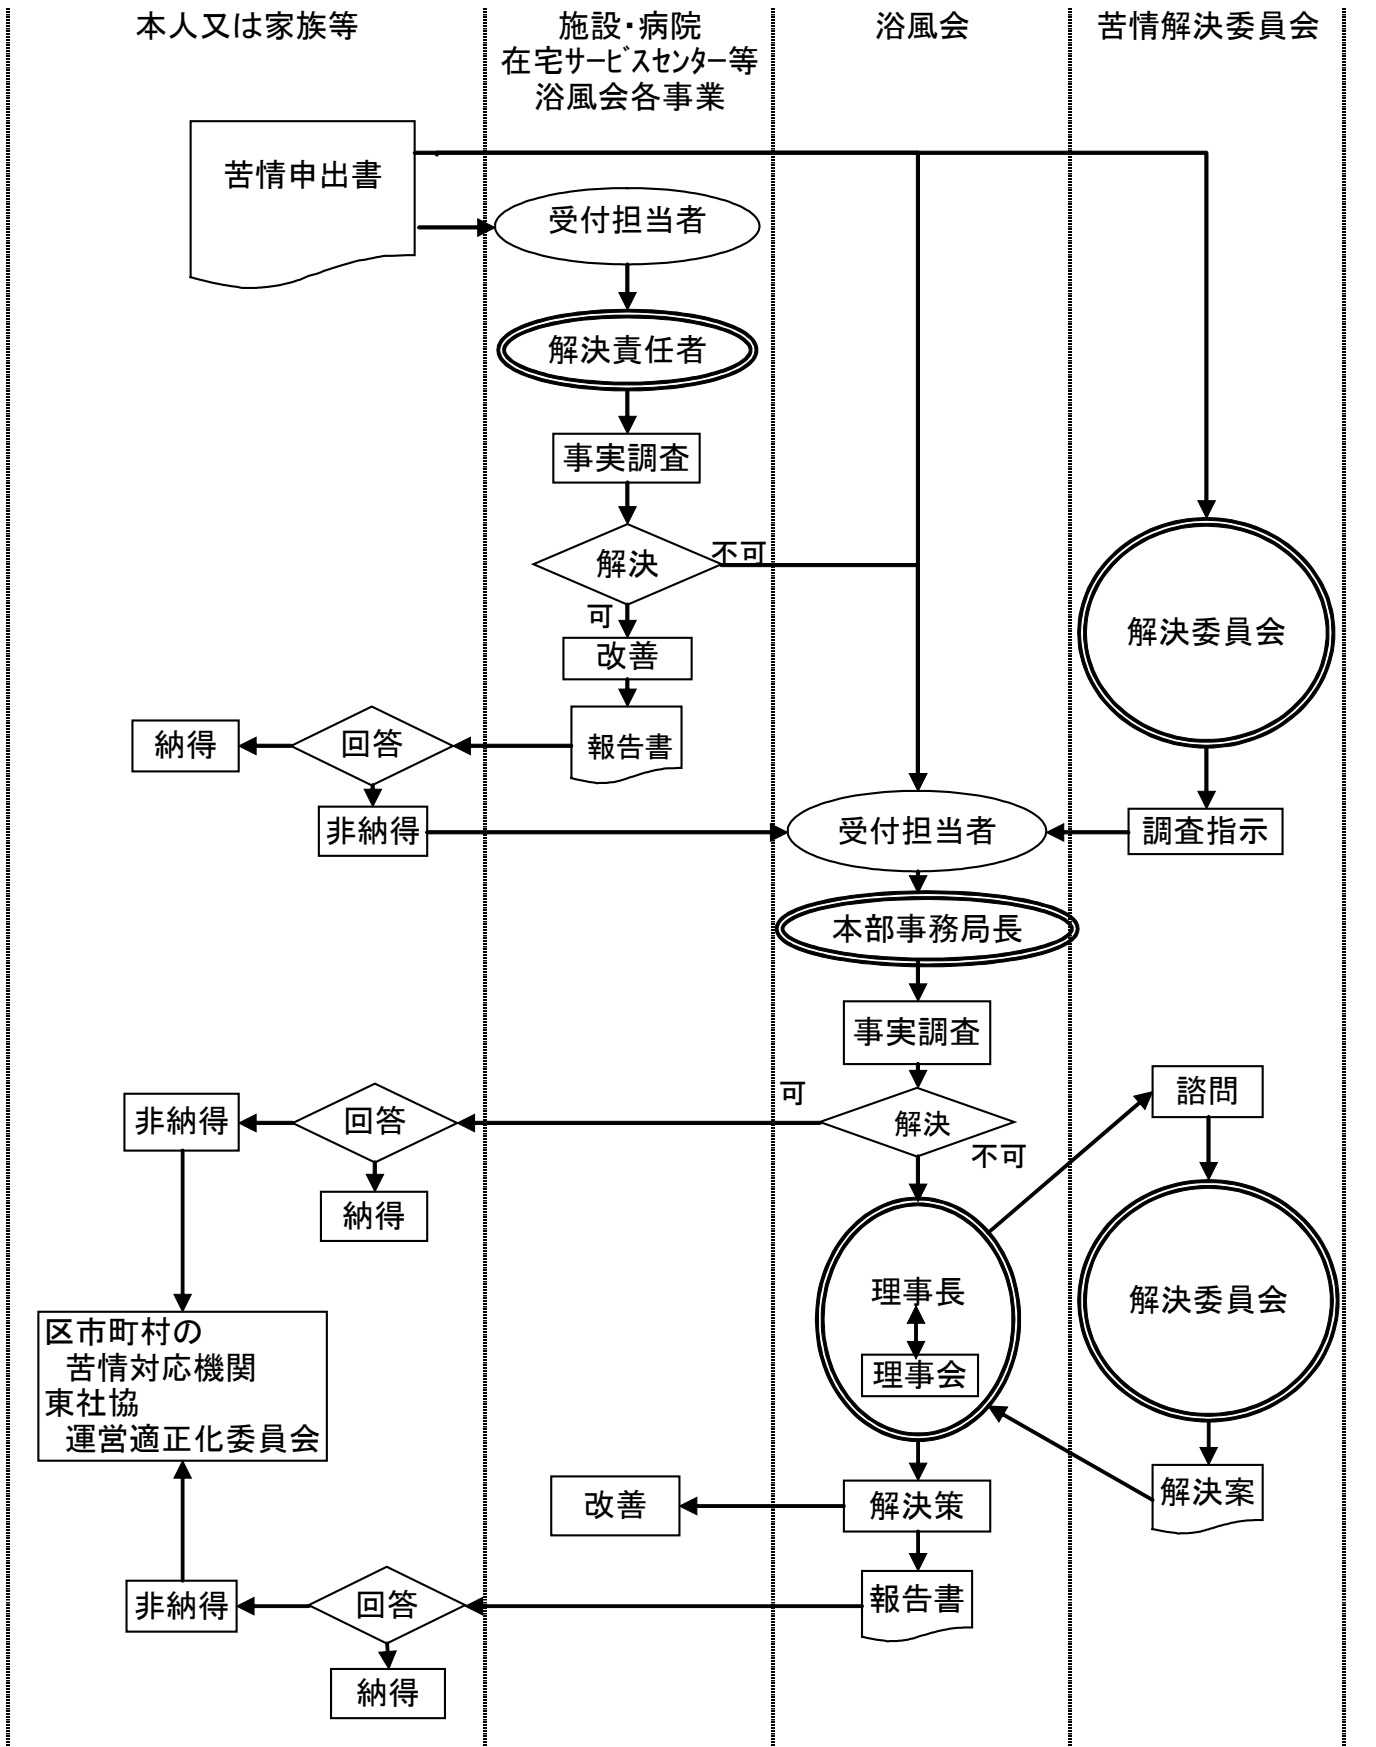 本人又は家族等
施設・病院
在宅サービスセンター等
浴風会各事業
浴風会
苦情解決委員会
苦情申出書
受付担当者
解決責任者
事実調査
解決
不可
可
改善
報告書
回答
納得
非納得
解決委員会
調査指示
受付担当者
本部事務局長
事実調査
解決
可
不可
回答
非納得
納得
諮問
解決委員会
理事長
理事会
区市町村の
苦情対応機関
東社協
運営適正化委員会
解決案
解決策
改善
報告書
回答
非納得
納得